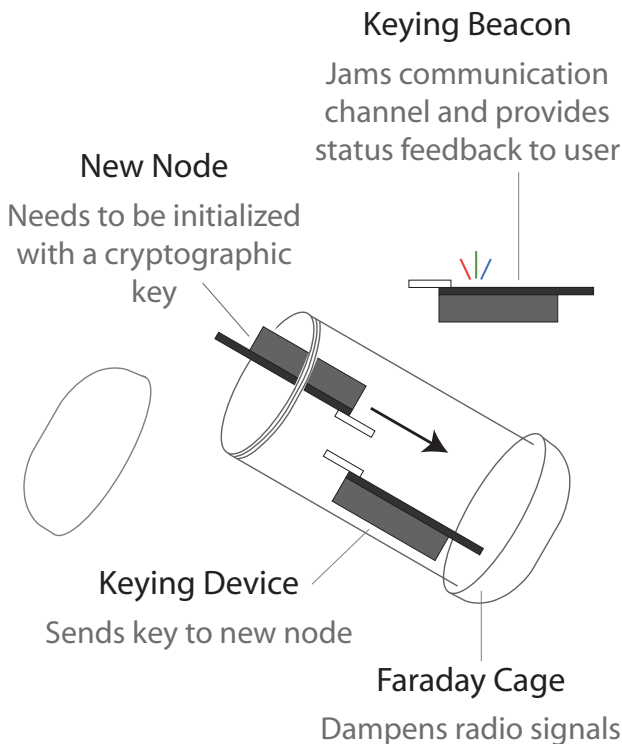 Keying Beacon
Jams communication
channel and provides
status feedback to user
New Node
Needs to be initialized
with a cryptographic
key
Keying Device
Sends key to new node
Faraday Cage
Dampens radio signals